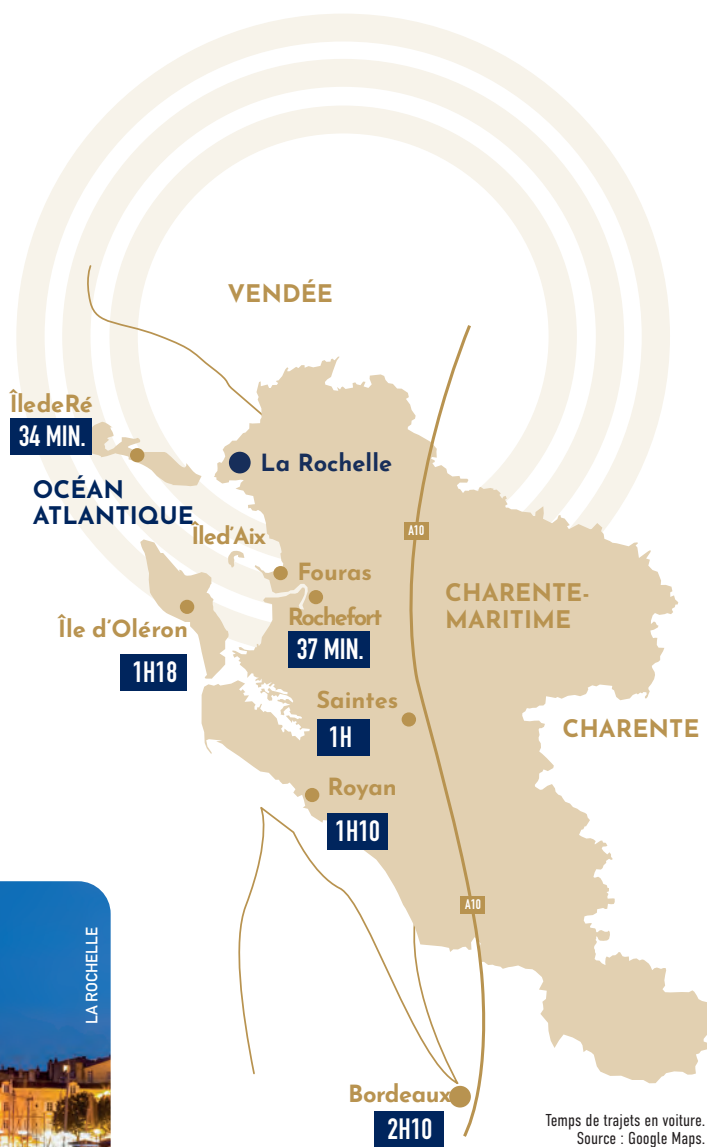 VENDÉE
ÎledeRé
34 MIN.
La Rochelle
OCÉAN
ATLANTIQUE
Îled'Aix
A10
Fouras
CHARENTE-
MARITIME
Rochefort
37 MIN.
Île d'Oléron
1H18
Saintes
1H
CHARENTE
Royan
1H10
A10
LA ROCHELLE
Bordeaux
2H10
Temps de trajets en voiture.
Source : Google Maps.